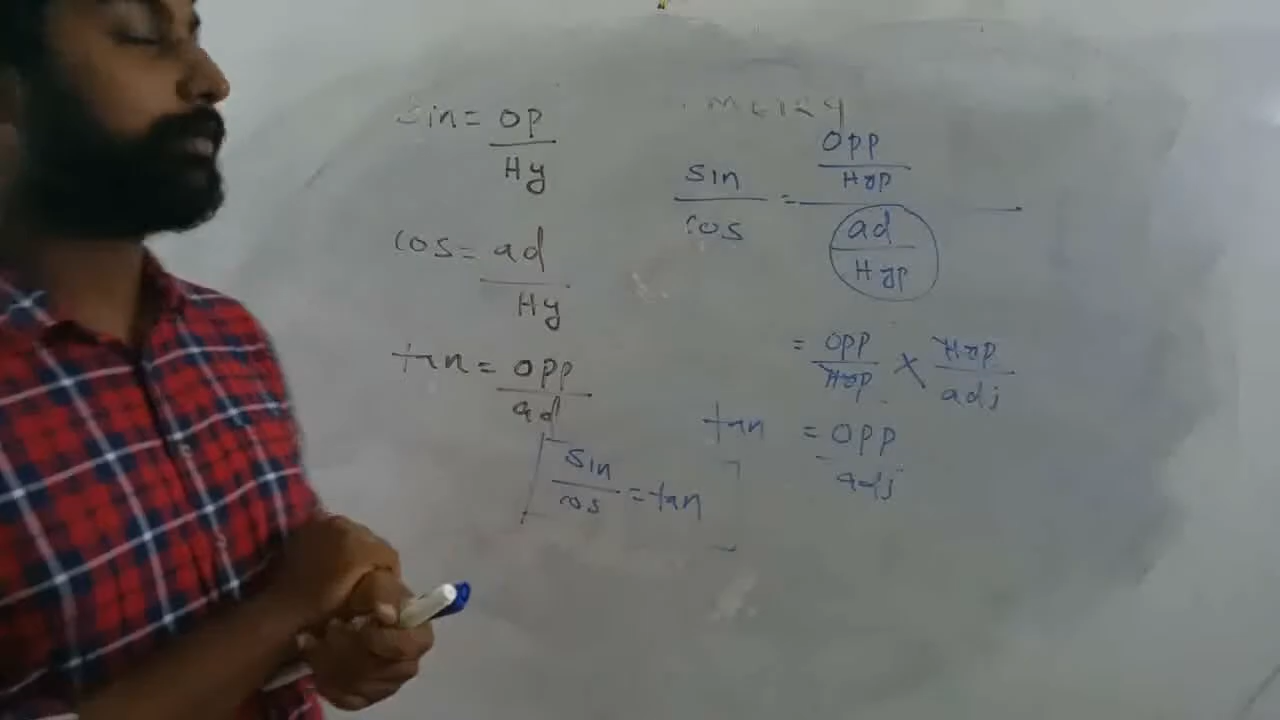 sin = op
Hy
cos = ad
Hy
tan = opp
ad
sin
cos = tan
sin = opp
Hyp
cos ad
Hyp
= opp × Hyp
Hyp adj
tan = opp
adj